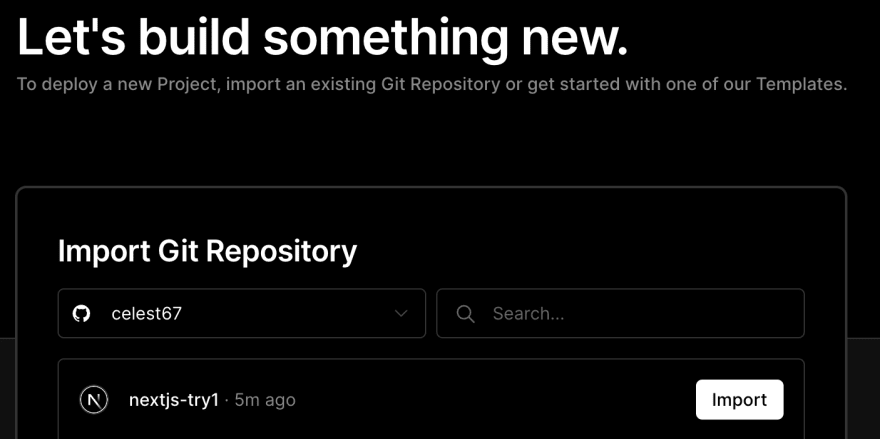 Let's build something new.
To deploy a new Project, import an existing Git Repository or get started with one of our Templates.
Import Git Repository
celest67 Search...
N nextjs-try1 · 5m ago Import